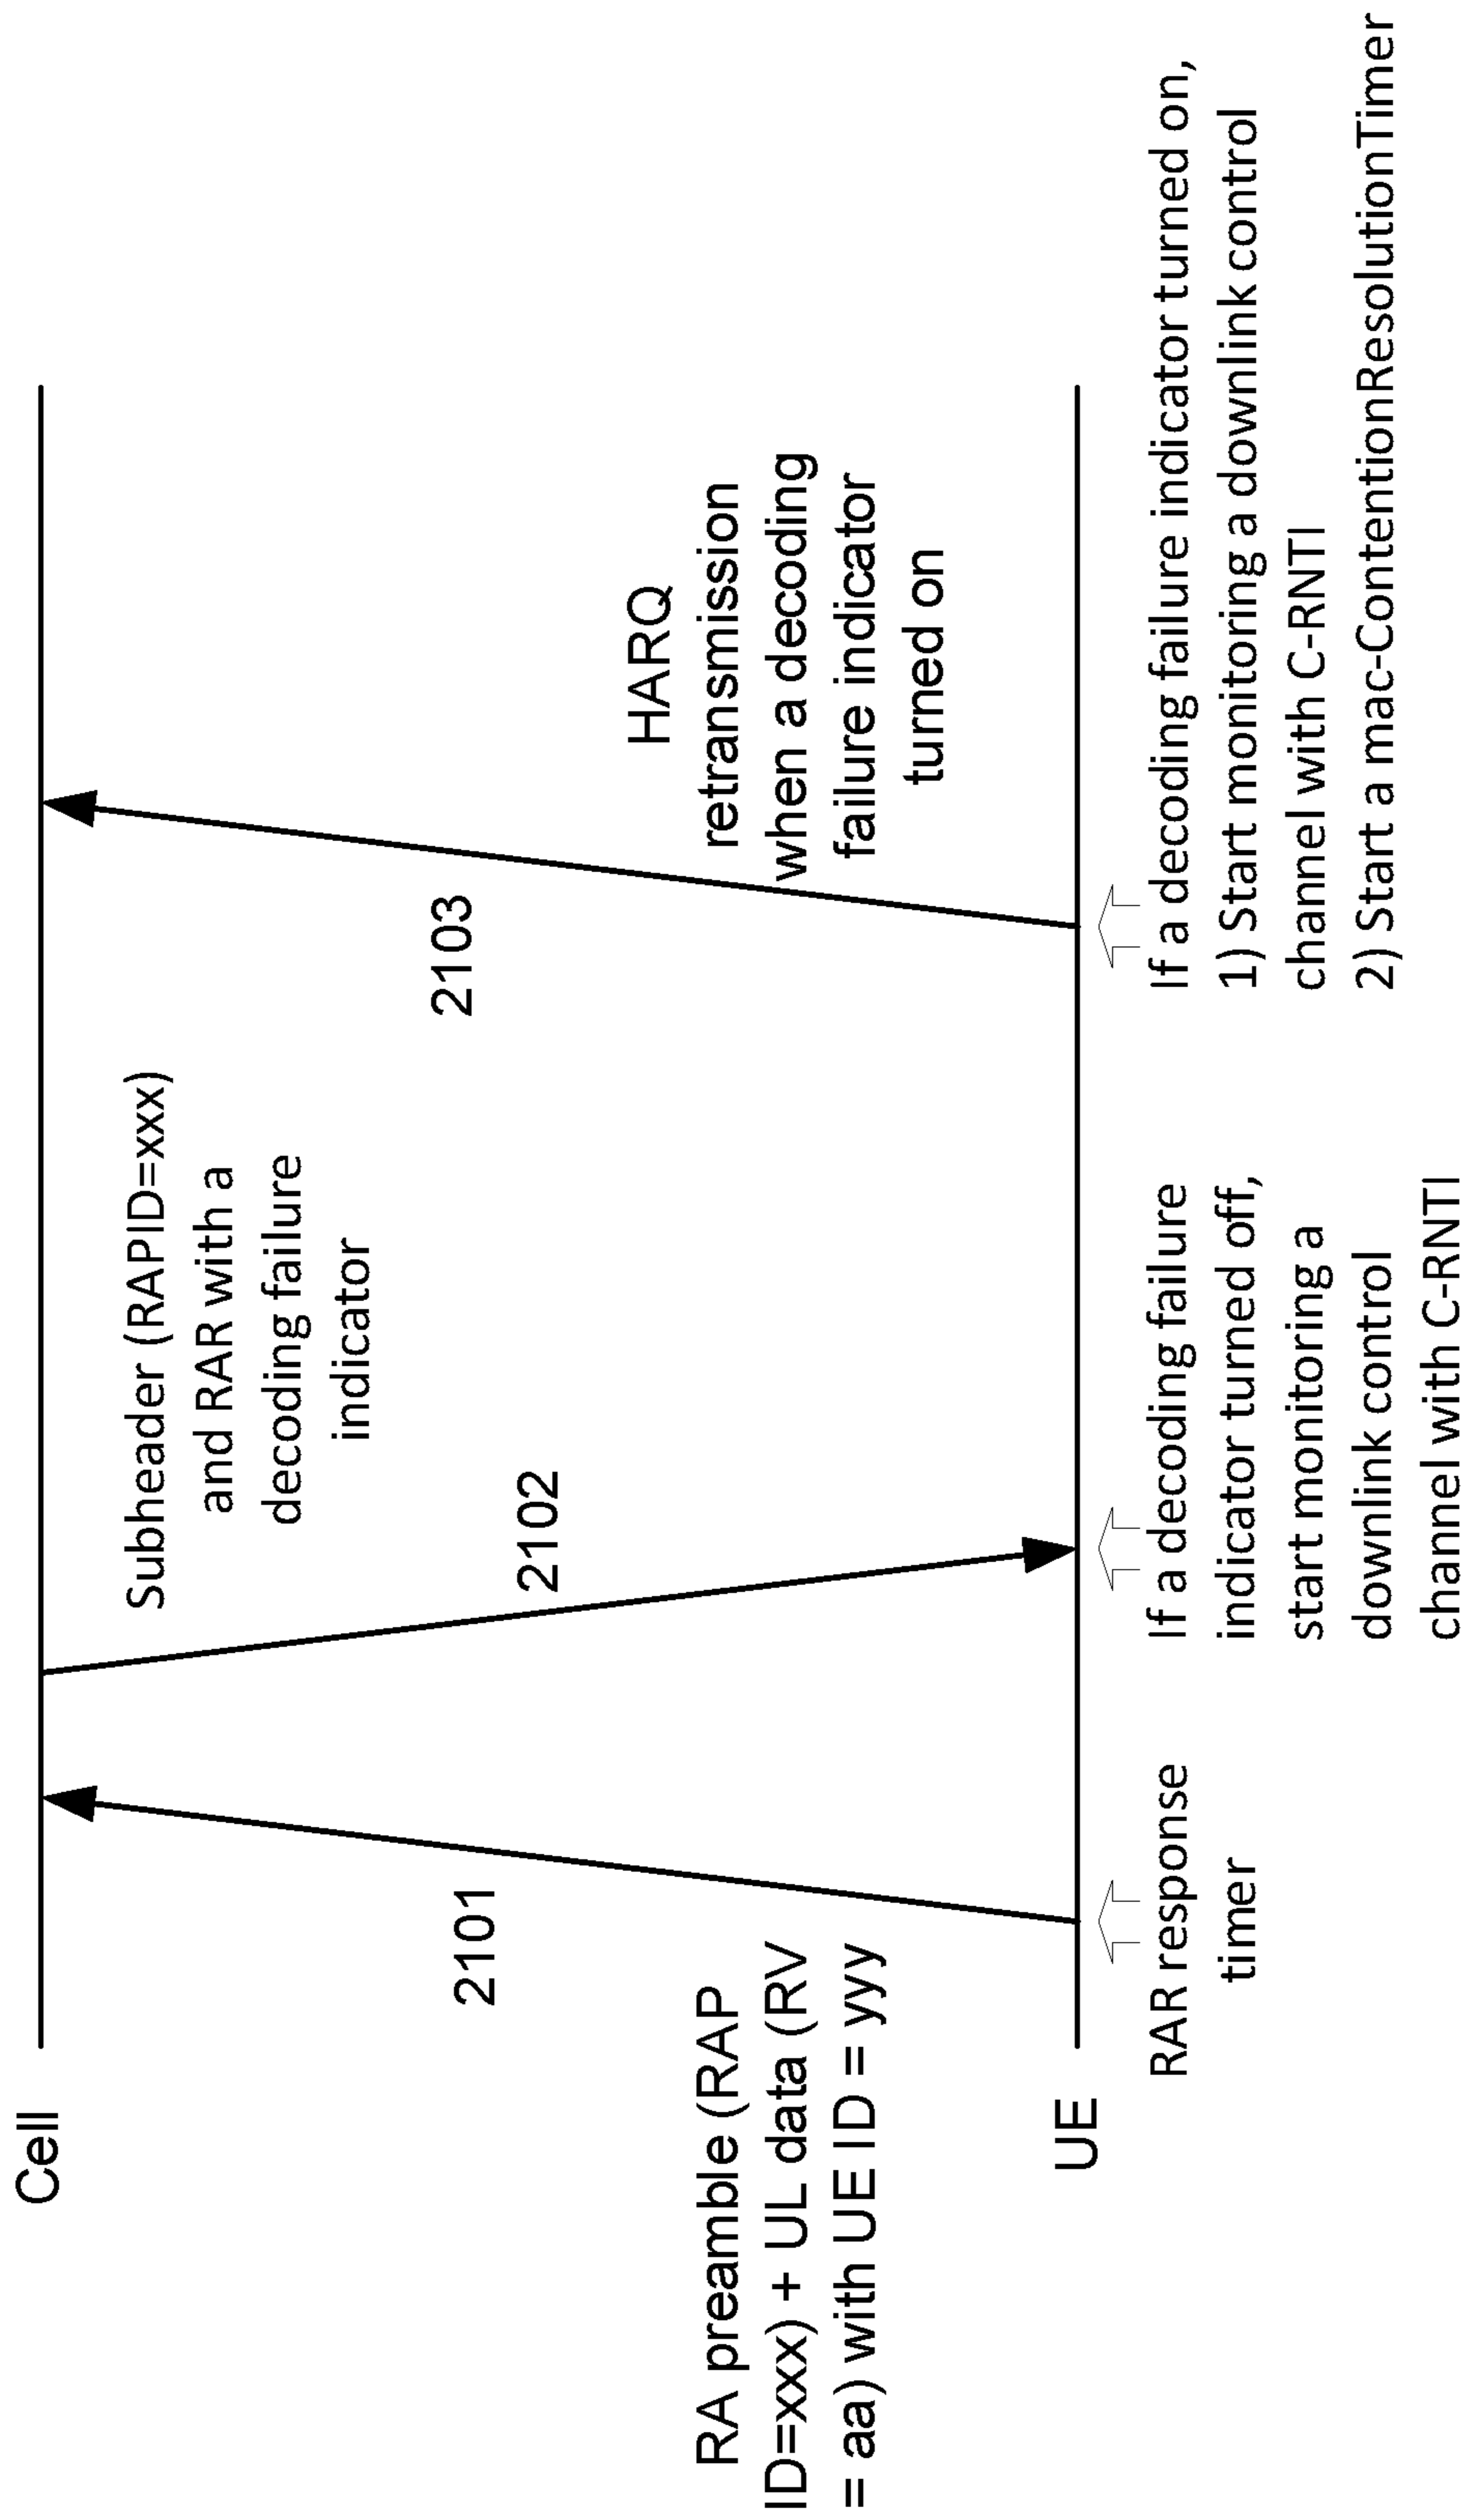 Cell
2101
RA preamble (RAP
ID=xxx) + UL data (RV
= aa) with UE ID = yyy
Subheader (RAPID=xxx)
and RAR with a
decoding failure
indicator
2102
2103
HARQ
retransmission
when a decoding
failure indicator
turned on
UE
RAR response
timer
If a decoding failure
indicator turned off,
start monitoring a
downlink control
channel with C-RNTI
If a decoding failure indicator turned on,
1) Start monitoring a downlink control
channel with C-RNTI
2) Start a mac-ContentionResolutionTimer